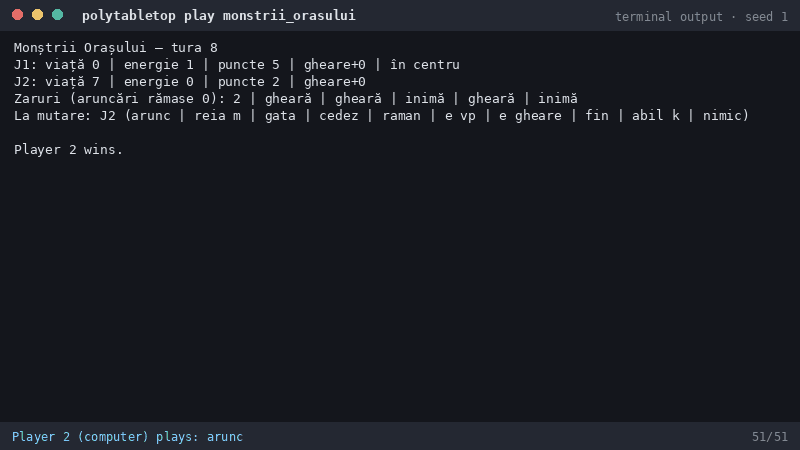 polytabletop play monstrii_orasului
terminal output · seed 1
Monștrii Orașului — tura 8
J1: viață 0 | energie 1 | puncte 5 | gheare+0 | în centru
J2: viață 7 | energie 0 | puncte 2 | gheare+0
Zaruri (aruncări rămase 0): 2 | gheară | gheară | inimă | gheară | inimă
La mutare: J2 (arunc | reia m | gata | cedez | raman | e vp | e gheare | fin | abil k | nimic)
Player 2 wins.
Player 2 (computer) plays: arunc
51/51